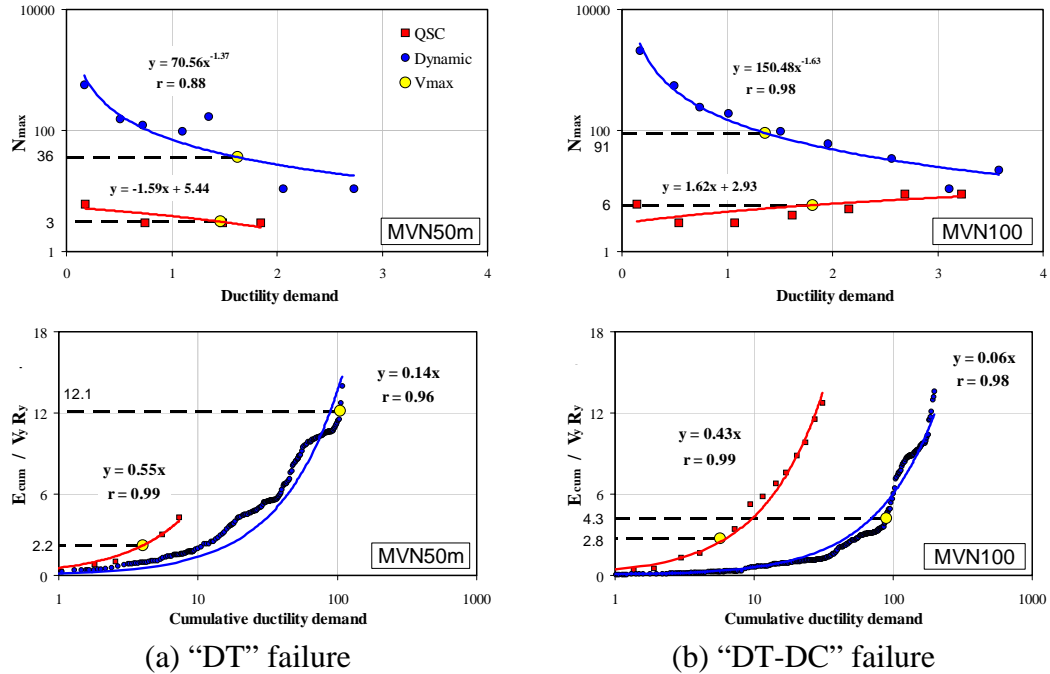 10000
100
1
N_max
36
3
y = 70.56x^-1.37
r = 0.88
QSC
Dynamic
Vmax
y = -1.59x + 5.44
MVN50m
0 1 2 3 4
Ductility demand
10000
100
91
6
1
N_max
y = 150.48x^-1.63
r = 0.98
y = 1.62x + 2.93
MVN100
0 1 2 3 4
Ductility demand
18
12.1
12
6
2.2
0
E_cum / V_y R_y
y = 0.14x
r = 0.96
y = 0.55x
r = 0.99
MVN50m
1 10 100 1000
Cumulative ductility demand
(a) “DT” failure
18
12
6
4.3
2.8
0
E_cum / V_y R_y
y = 0.06x
r = 0.98
y = 0.43x
r = 0.99
MVN100
1 10 100 1000
Cumulative ductility demand
(b) “DT-DC” failure